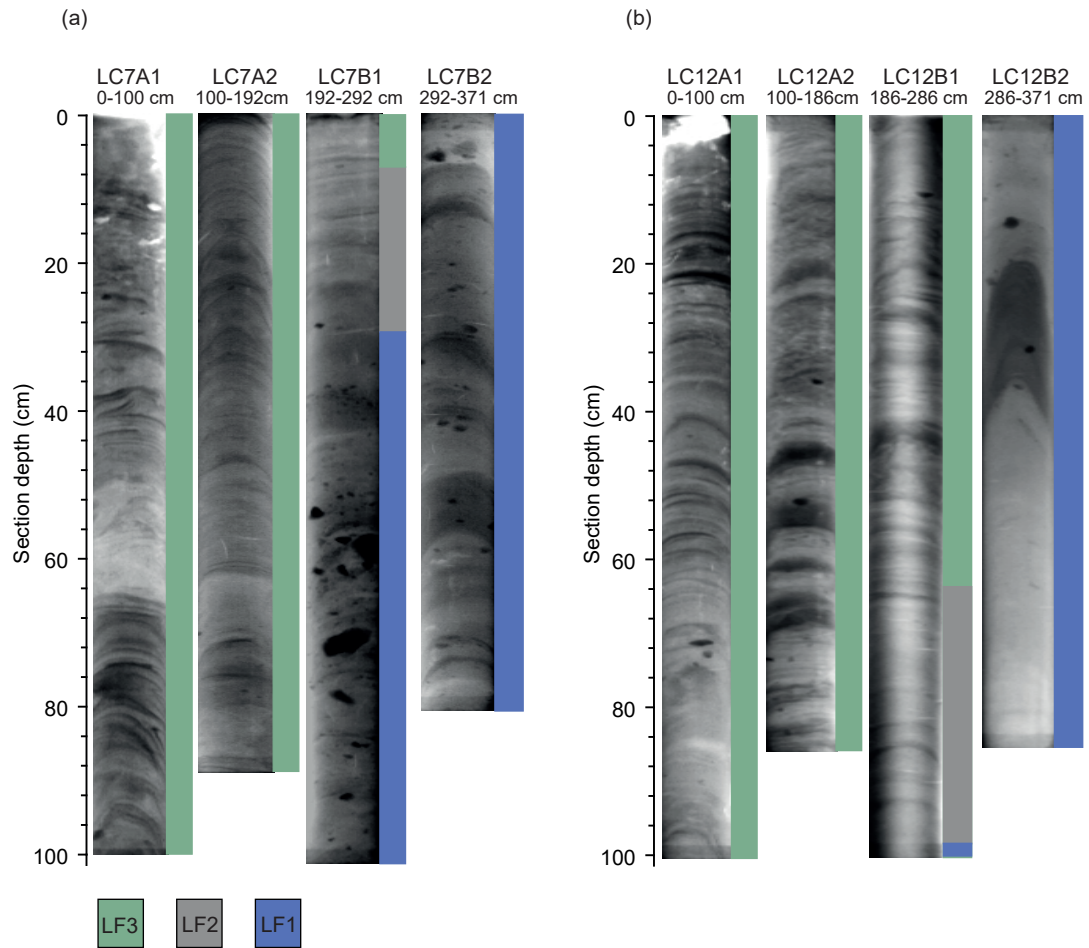 (a)
(b)
LC7A1 LC7A2 LC7B1 LC7B2 LC12A1 LC12A2 LC12B1 LC12B2
0-100 cm 100-192cm 192-292 cm 292-371 cm 0-100 cm 100-186cm 186-286 cm 286-371 cm
Section depth (cm)
0
20
40
60
80
100
Section depth (cm)
0
20
40
60
80
100
LF3 LF2 LF1